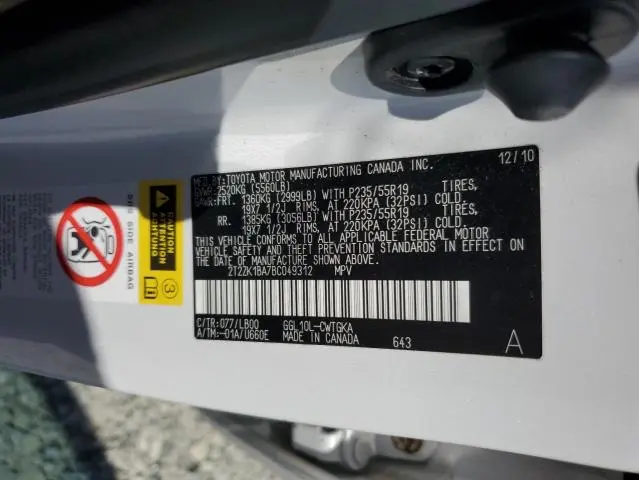 MFD.BY:TOYOTA MOTOR MANUFACTURING CANADA INC. 12/10
GVWR:2520KG (5560LB)
GAWR:FRT. 1360KG (2999LB) WITH P235/55R19 TIRES,
19X7 1/2J RIMS, AT 220KPA (32PSI) COLD
RR. 1385KG (3056LB) WITH P235/55R19 TIRES,
19X7 1/2J RIMS, AT 220KPA (32PSI) COLD
THIS VEHICLE CONFORMS TO ALL APPLICABLE FEDERAL MOTOR
VEHICLE SAFETY AND THEFT PREVENTION STANDARDS IN EFFECT
ON THE DATE OF MANUFACTURE SHOWN ABOVE.
2T2ZK1BA7BC049312 MPV
C/TR:077/LB00 GGL10L-CWTGKA
A/TM:-01A/U660E MADE IN CANADA 643 A
CAUTION
ACHTUNG
ATTENTION
3
SRS SIDE AIRBAG